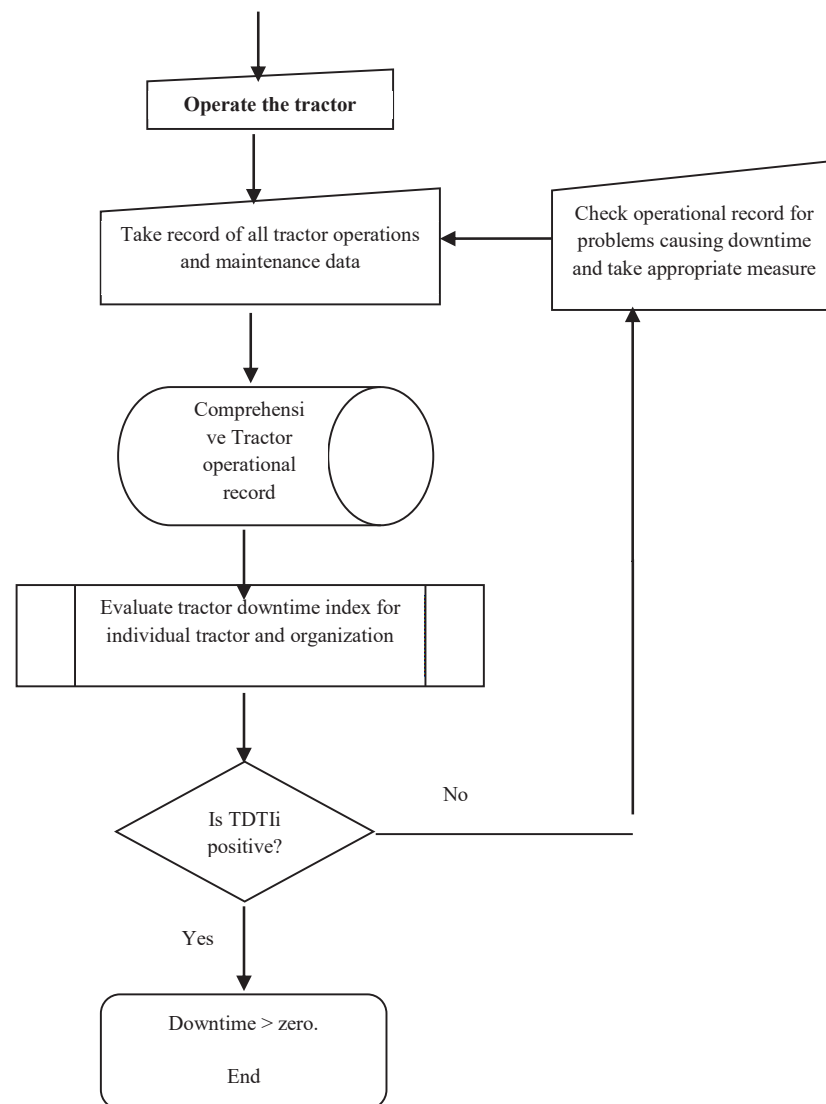 Operate the tractor
Take record of all tractor operations
and maintenance data
Check operational record for
problems causing downtime
and take appropriate measure
Comprehensi
ve Tractor
operational
record
Evaluate tractor downtime index for
individual tractor and organization
Is TDTIi
positive?
No
Yes
Downtime > zero.
End